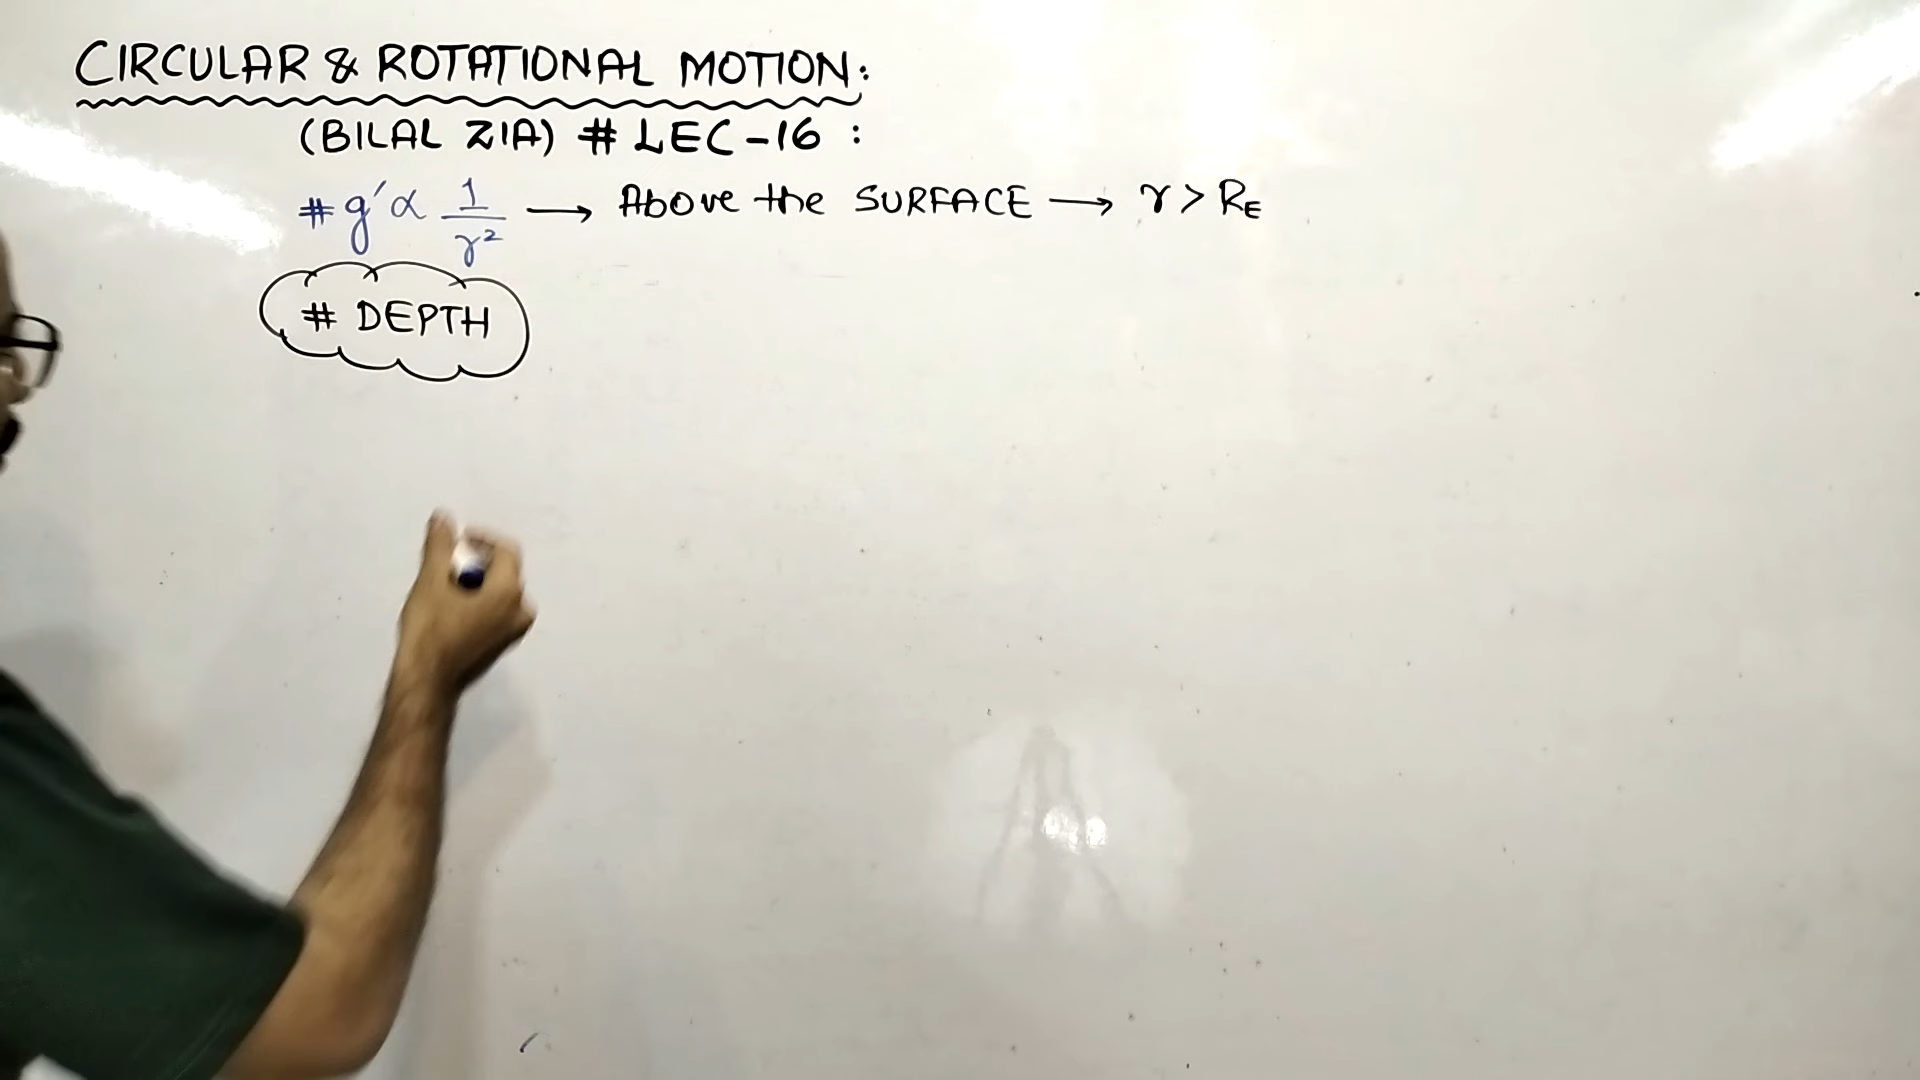 CIRCULAR & ROTATIONAL MOTION:
(BILAL ZIA) # LEC-16 :
# g′ ∝ 1/r² → Above the SURFACE → r > R_E
# DEPTH